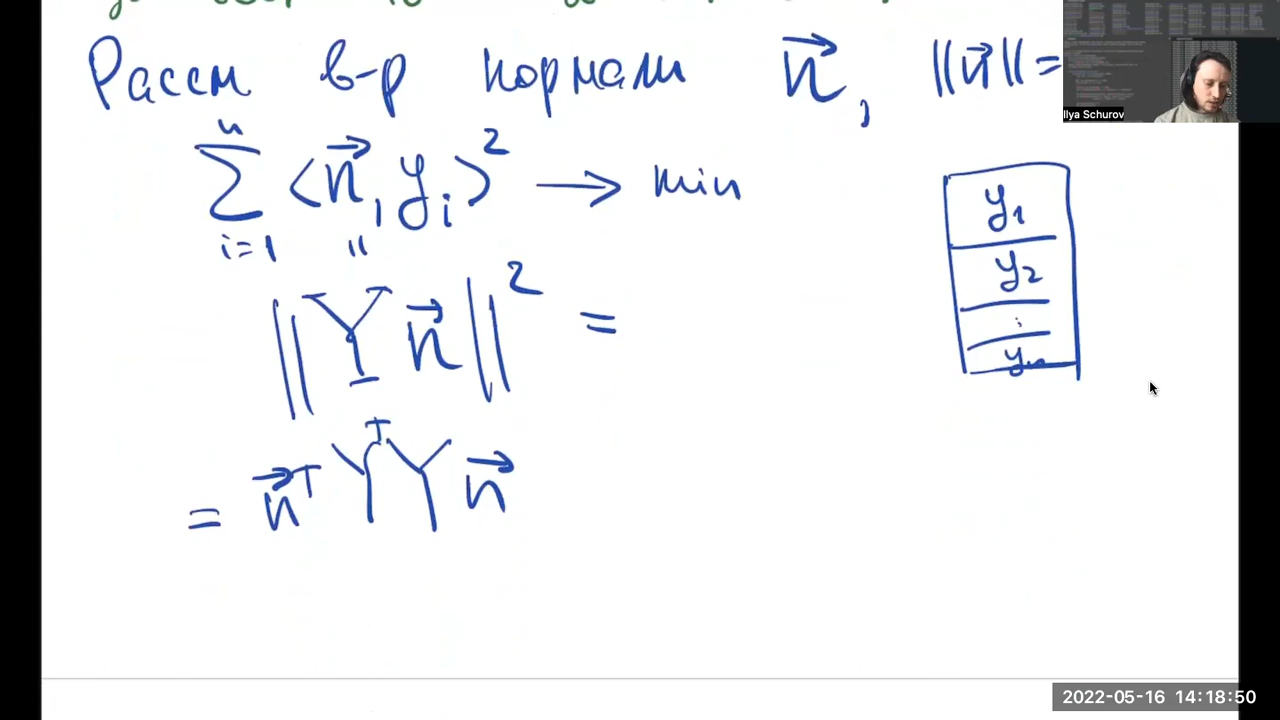 Рассм в-р нормали n⃗, ||n⃗||=
Ilya Schurov
n
∑ <n⃗, y_i>² → min
i=1
||
||Y n⃗||² =
= n⃗ᵀ Yᵀ Y n⃗
y₁
y₂
⋮
yₙ
2022-05-16 14:18:50